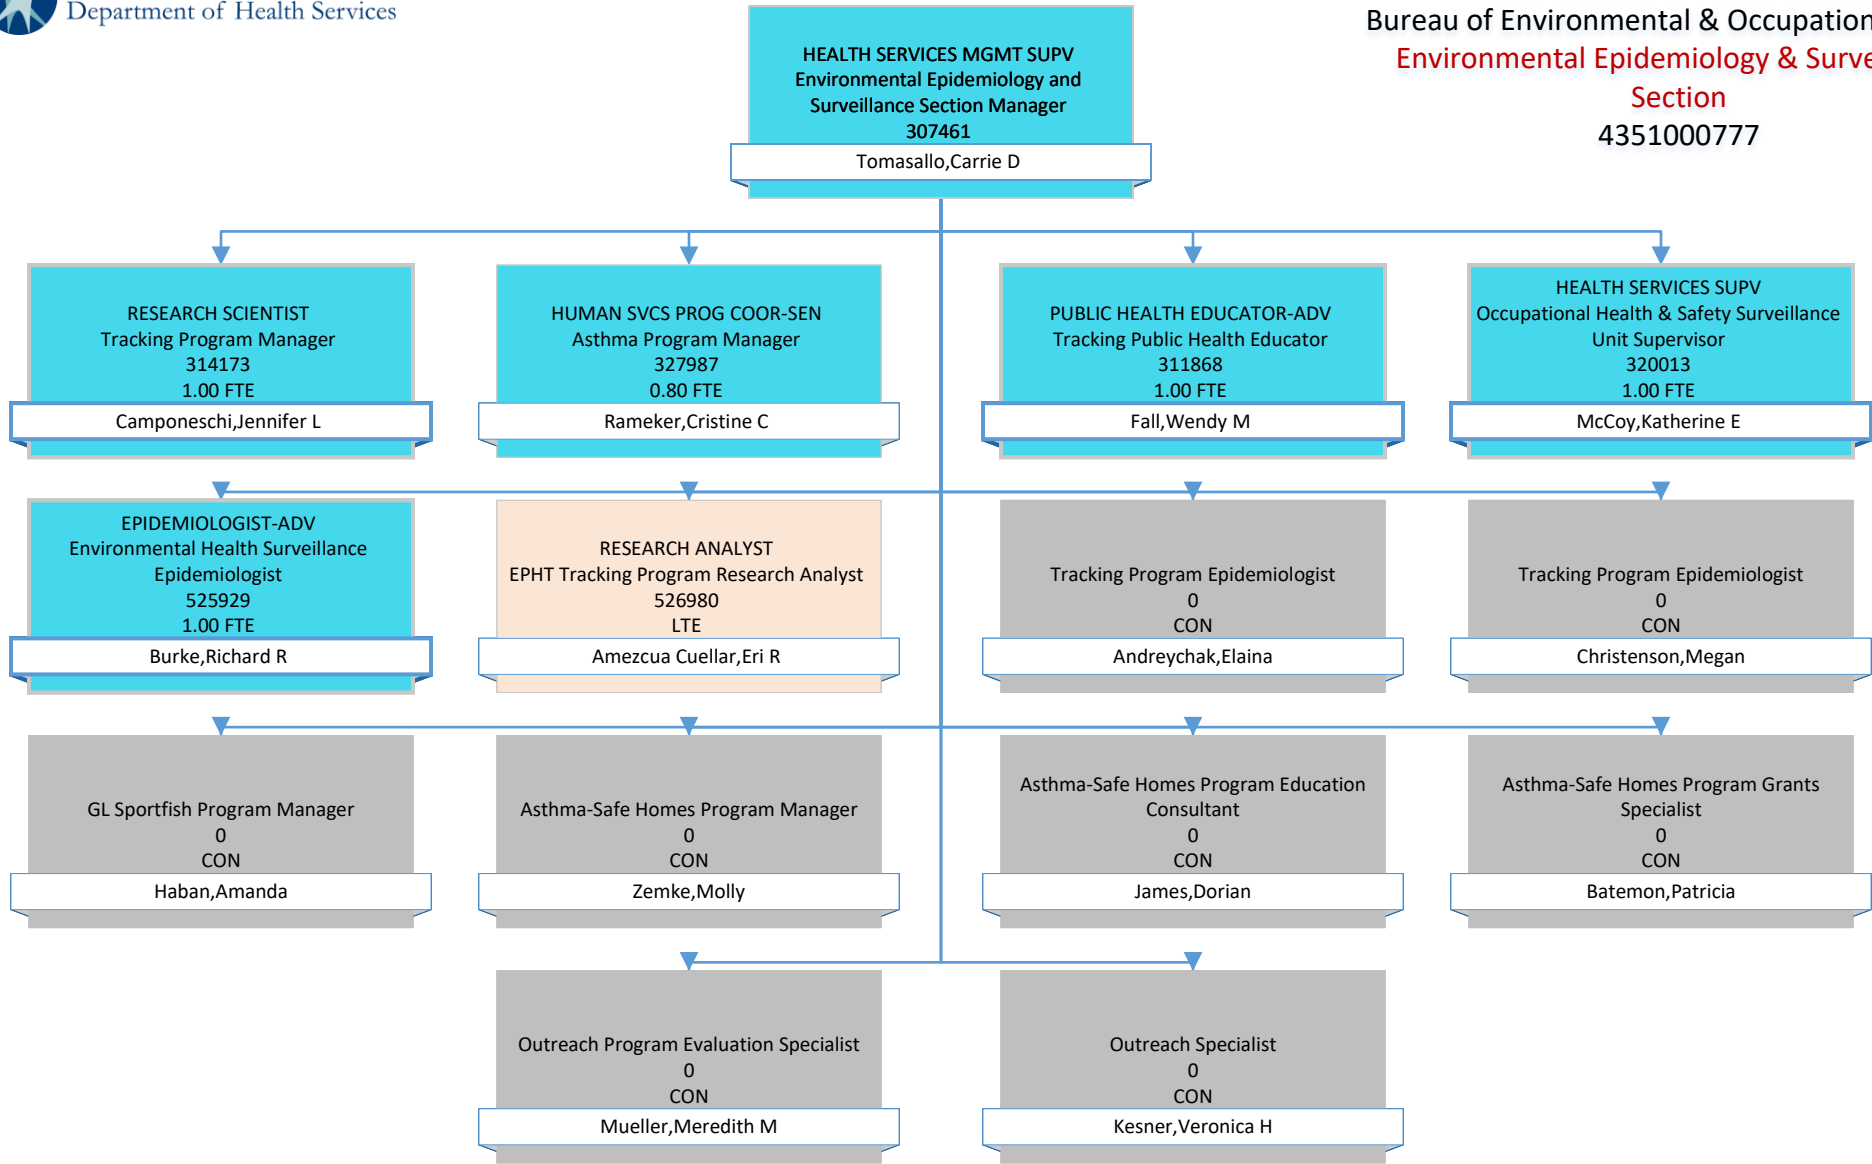 Department of Health Services
Bureau of Environmental & Occupation
Environmental Epidemiology & Surve
Section
4351000777
HEALTH SERVICES MGMT SUPV
Environmental Epidemiology and
Surveillance Section Manager
307461
Tomasallo,Carrie D
RESEARCH SCIENTIST
Tracking Program Manager
314173
1.00 FTE
Camponeschi,Jennifer L
HUMAN SVCS PROG COOR-SEN
Asthma Program Manager
327987
0.80 FTE
Rameker,Cristine C
PUBLIC HEALTH EDUCATOR-ADV
Tracking Public Health Educator
311868
1.00 FTE
Fall,Wendy M
HEALTH SERVICES SUPV
Occupational Health & Safety Surveillance
Unit Supervisor
320013
1.00 FTE
McCoy,Katherine E
EPIDEMIOLOGIST-ADV
Environmental Health Surveillance
Epidemiologist
525929
1.00 FTE
Burke,Richard R
RESEARCH ANALYST
EPHT Tracking Program Research Analyst
526980
LTE
Amezcua Cuellar,Eri R
Tracking Program Epidemiologist
0
CON
Andreychak,Elaina
Tracking Program Epidemiologist
0
CON
Christenson,Megan
GL Sportfish Program Manager
0
CON
Haban,Amanda
Asthma-Safe Homes Program Manager
0
CON
Zemke,Molly
Asthma-Safe Homes Program Education
Consultant
0
CON
James,Dorian
Asthma-Safe Homes Program Grants
Specialist
0
CON
Batemon,Patricia
Outreach Program Evaluation Specialist
0
CON
Mueller,Meredith M
Outreach Specialist
0
CON
Kesner,Veronica H